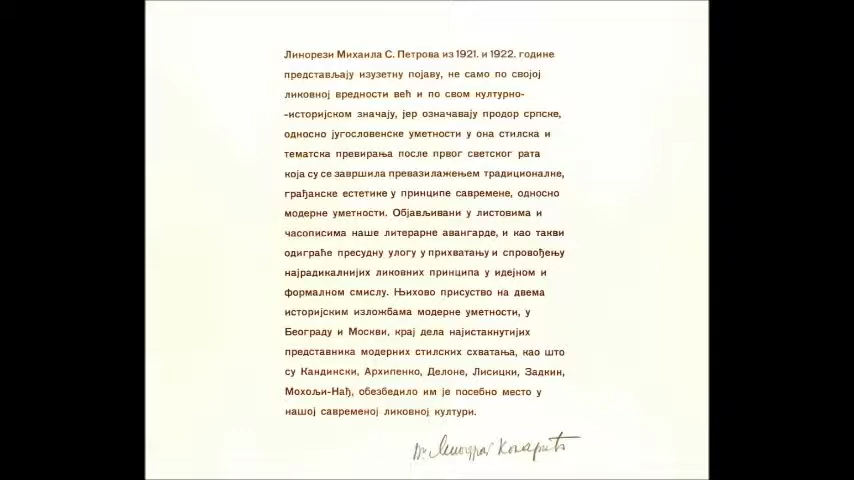 Линорези Михаила С. Петрова из 1921. и 1922. године
представљају изузетну појаву, не само по својој
ликовној вредности већ и по свом културно-
-историјском значају, јер означавају продор српске,
односно југословенске уметности у она стилска и
тематска превирања после првог светског рата
која су се завршила превазилажењем традиционалне,
грађанске естетике у принципе савремене, односно
модерне уметности. Објављивани у листовима и
часописима наше литерарне авангарде, и као такви
одиграће пресудну улогу у прихватању и спровођењу
најрадикалнијих ликовних принципа у идејном и
формалном смислу. Њихово присуство на двема
историјским изложбама модерне уметности, у
Београду и Москви, крај дела најистакнутијих
представника модерних стилских схватања, као што
су Кандински, Архипенко, Делоне, Лисицки, Задкин,
Мохољи-Нађ, обезбедило им је посебно место у
нашој савременој ликовној култури.
Др Миодраг Коларић